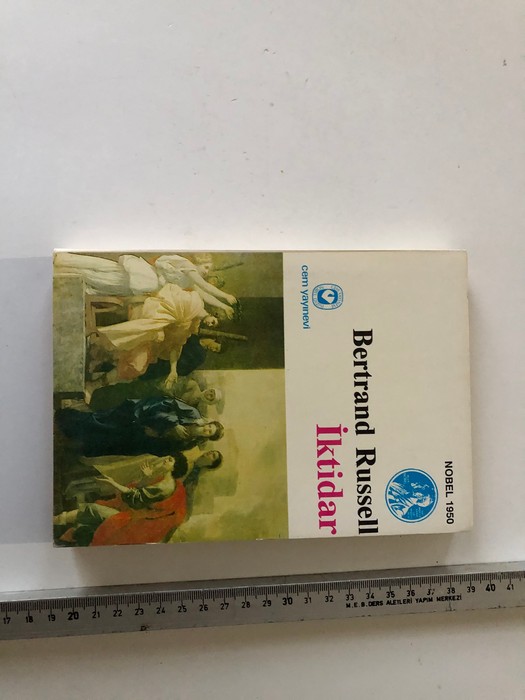 NOBEL 1950
Bertrand Russell
İktidar
cem yayınevi
17 18 19 20 21 22 23 24 25 26 27 28 29 30 31 32 33 34 35 36 37 38 39 40 41
M.E.B. DERS ALETLERİ YAPIM MERKEZİ